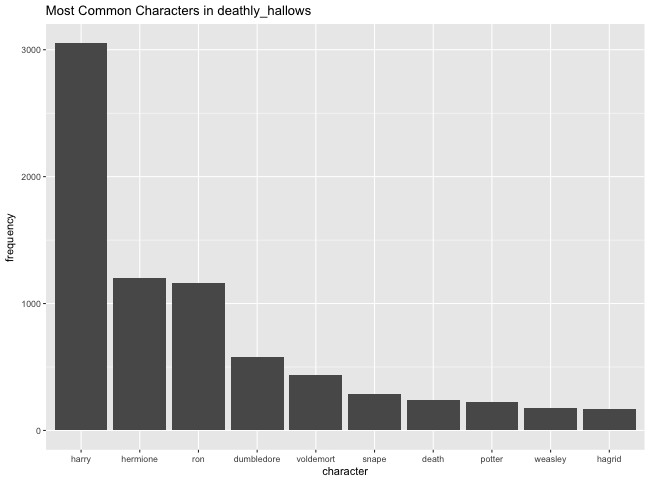 Most Common Characters in deathly_hallows
3000
2000
1000
0
frequency
harry hermione ron dumbledore voldemort snape death potter weasley hagrid
character